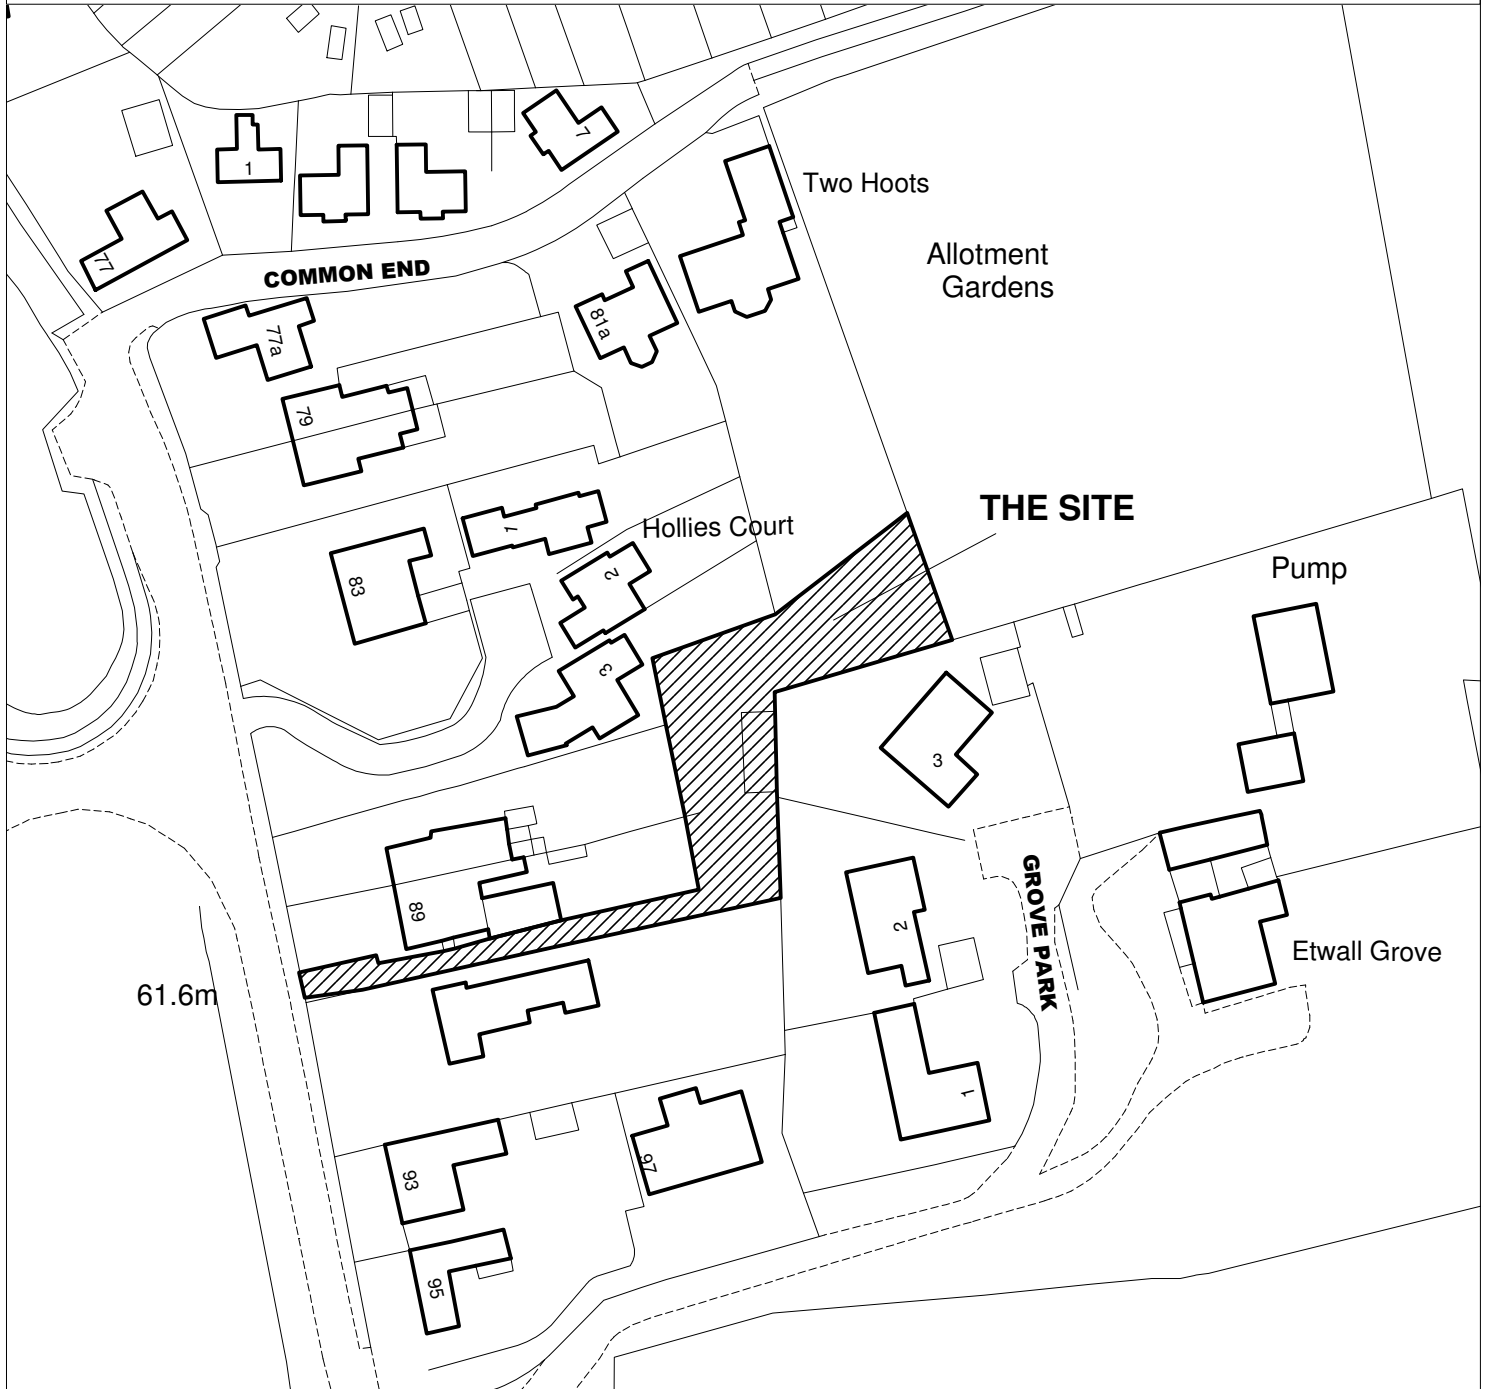 7
1
Two Hoots
77
Allotment
Gardens
COMMON END
81a
77a
79
THE SITE
1
Hollies Court
2
Pump
83
3
3
89
GROVE PARK
2
Etwall Grove
61.6m
1
97
93
95